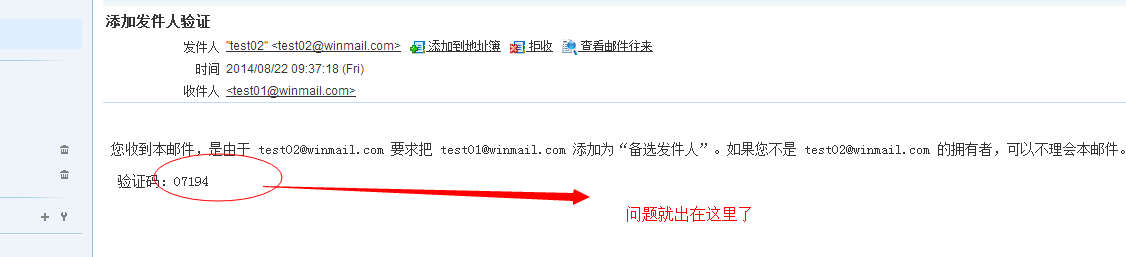 添加发件人验证
发件人 "test02" <test02@winmail.com> 添加到地址簿 拒收 查看邮件往来
时间 2014/08/22 09:37:18 (Fri)
收件人 <test01@winmail.com>
您收到本邮件，是由于 test02@winmail.com 要求把 test01@winmail.com 添加为“备选发件人”。如果您不是 test02@winmail.com 的拥有者，可以不理会本邮件。
验证码：07194
问题就出在这里了